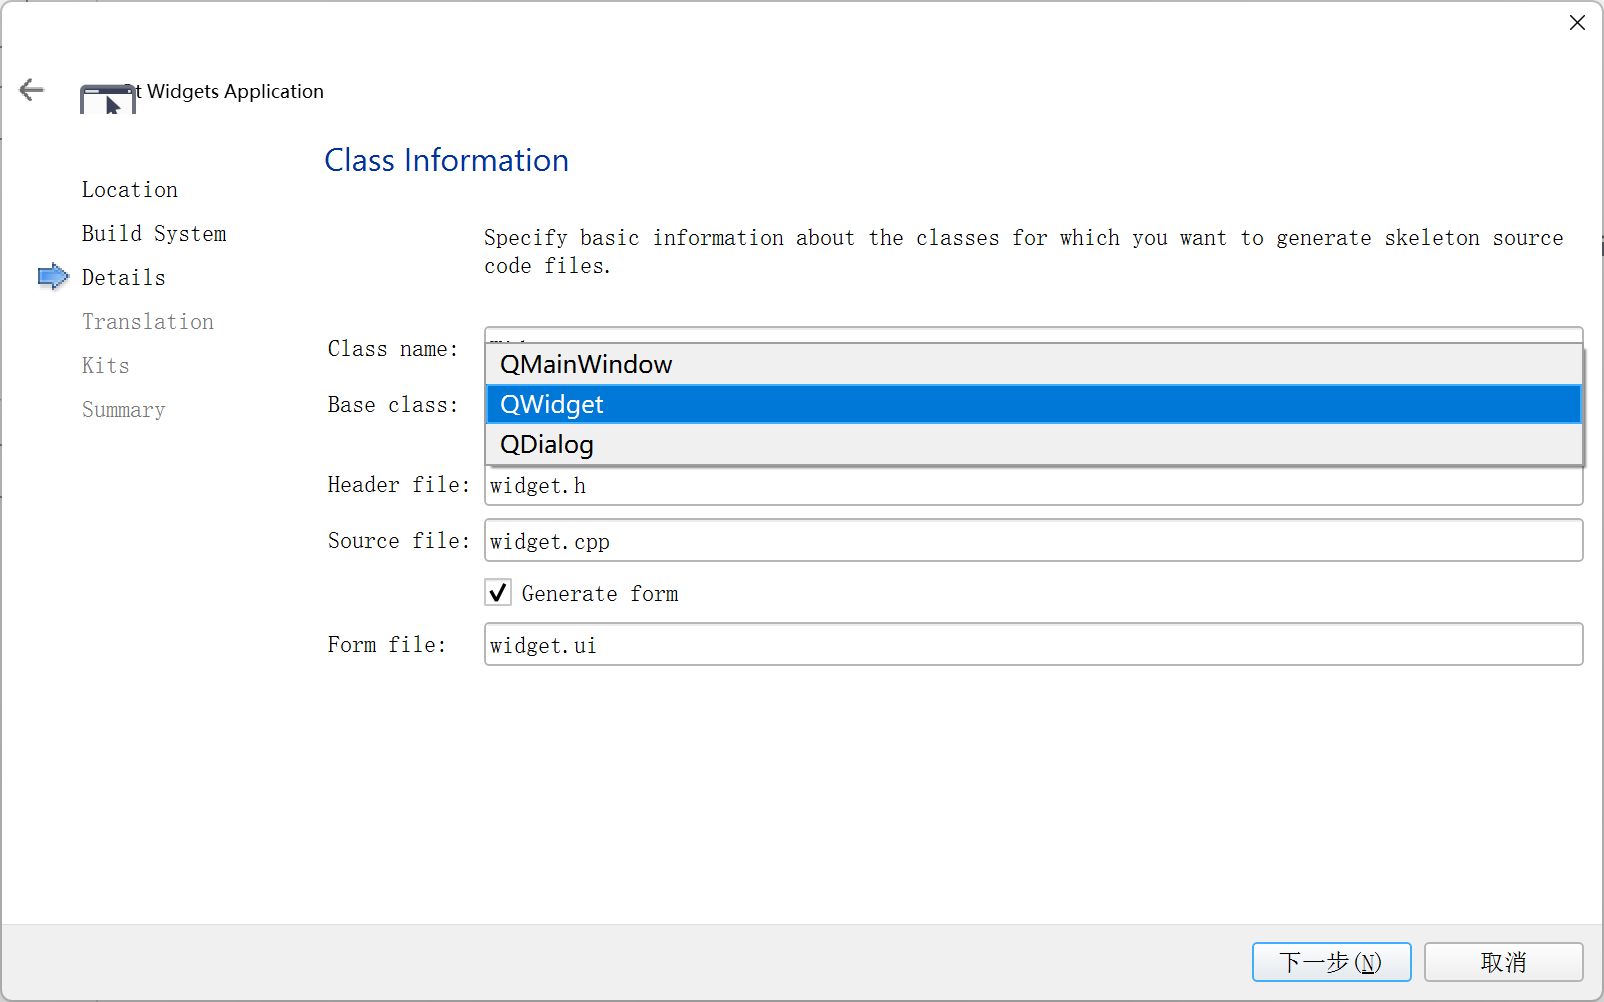 t Widgets Application
Class Information
Location
Build System
Details
Translation
Kits
Summary
Specify basic information about the classes for which you want to generate skeleton source
code files.
Class name:
Base class:
QMainWindow
QWidget
QDialog
Header file: widget.h
Source file: widget.cpp
Generate form
Form file: widget.ui
下一步(N)
取消